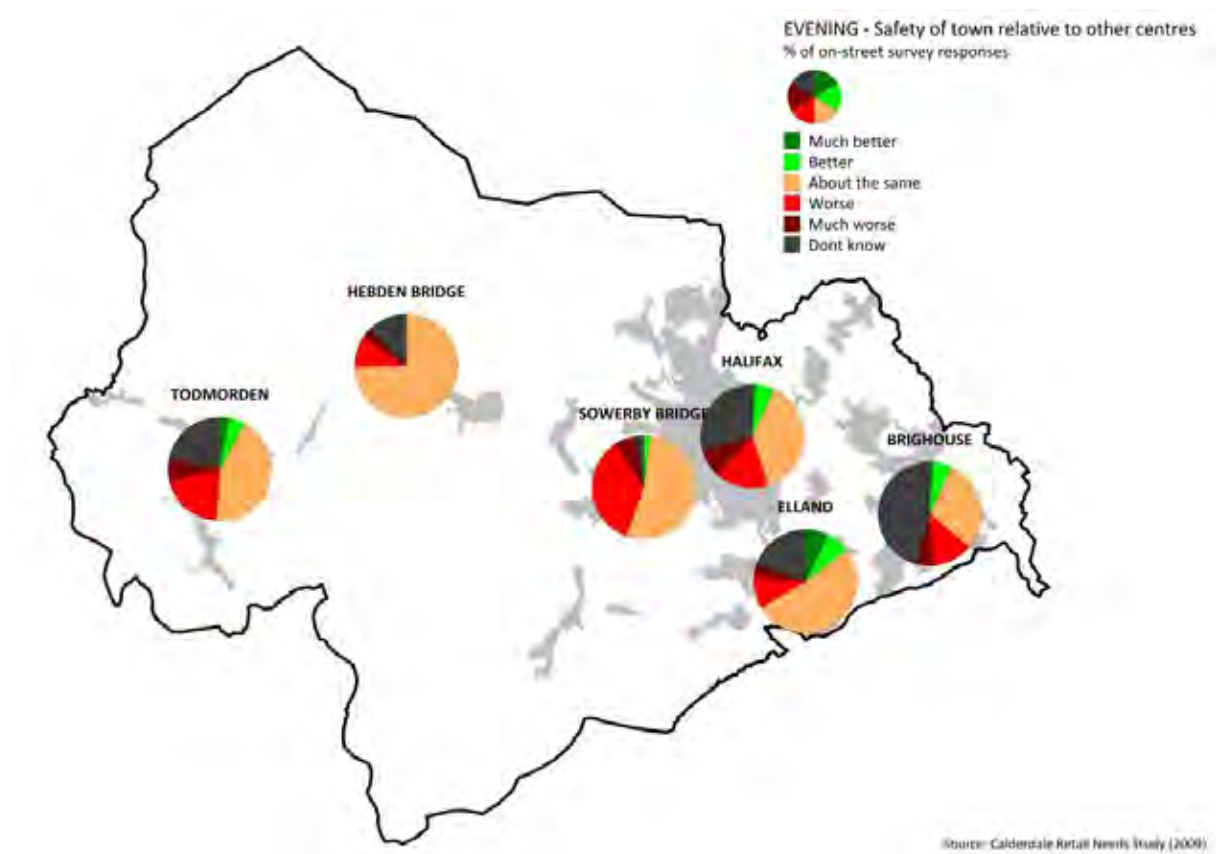 EVENING - Safety of town relative to other centres
% of on-street survey responses
Much better
Better
About the same
Worse
Much worse
Dont know
HEBDEN BRIDGE
TODMORDEN
HALIFAX
SOWERBY BRIDGE
BRIGHOUSE
ELLAND
Source: Calderdale Retail Needs Study (2009)